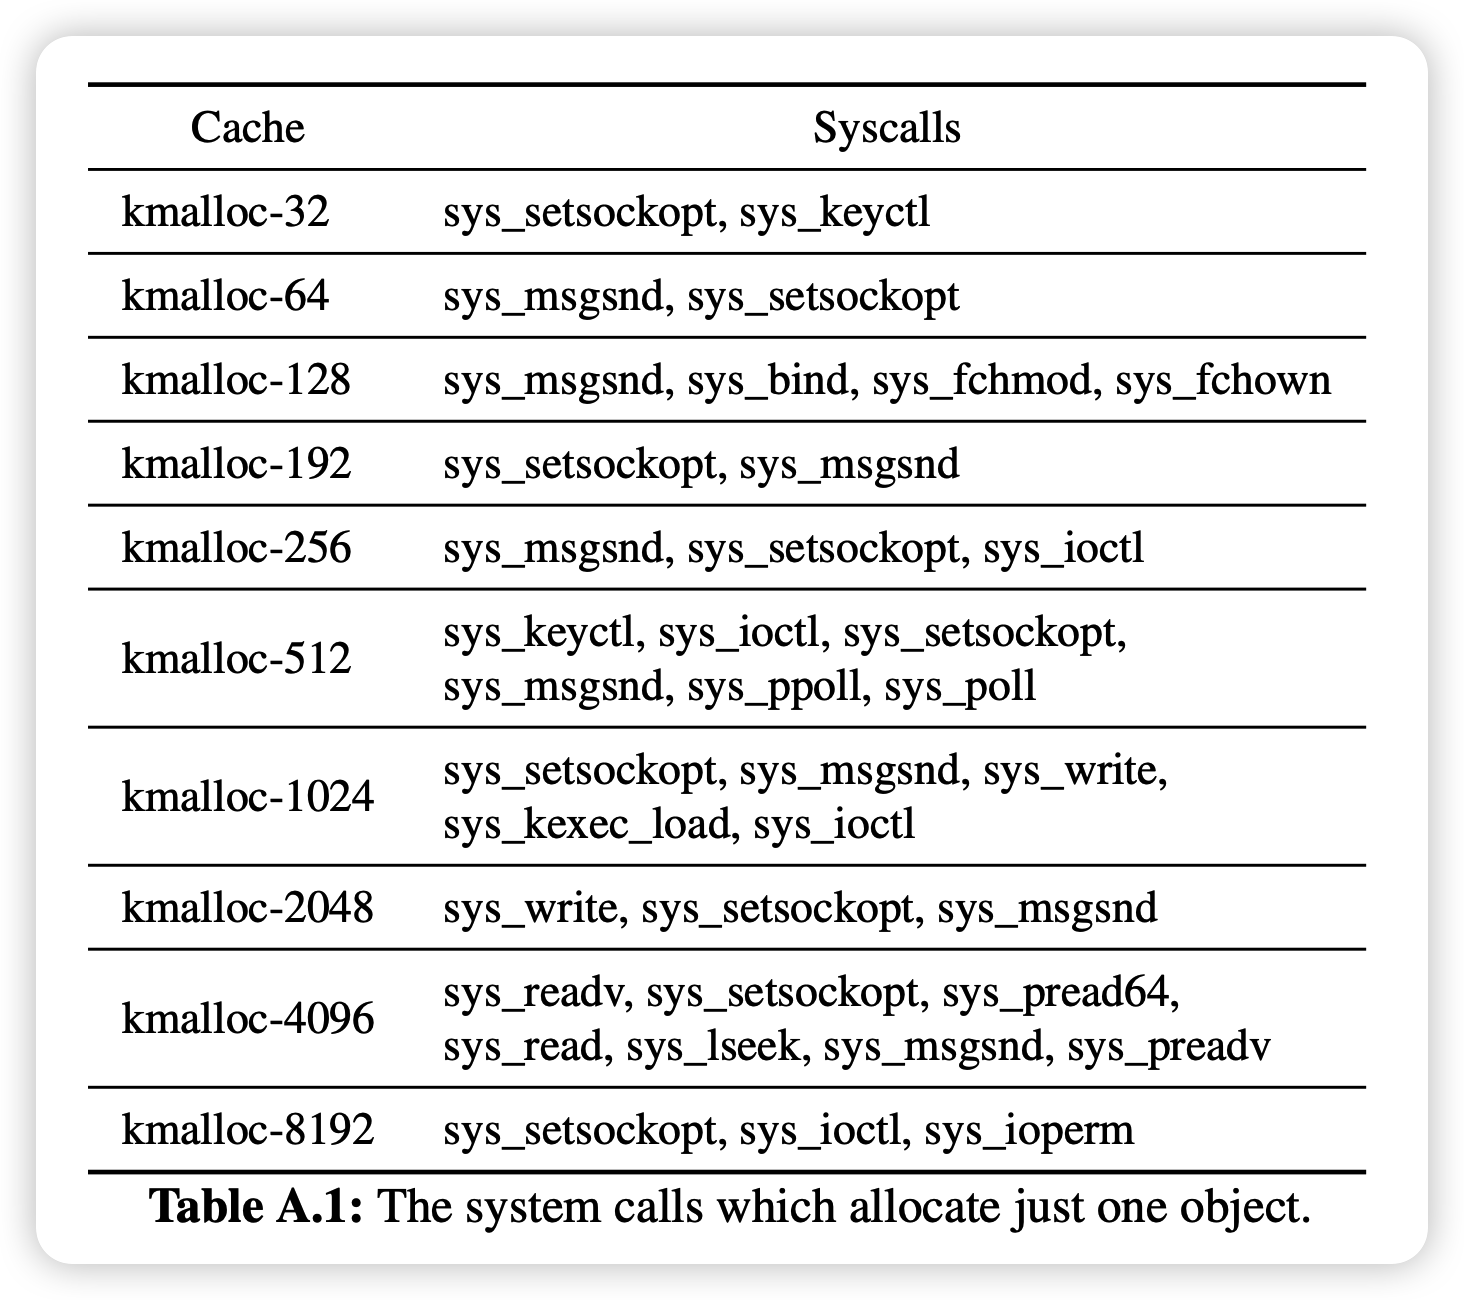 Cache Syscalls
kmalloc-32 sys_setsockopt, sys_keyctl
kmalloc-64 sys_msgsnd, sys_setsockopt
kmalloc-128 sys_msgsnd, sys_bind, sys_fchmod, sys_fchown
kmalloc-192 sys_setsockopt, sys_msgsnd
kmalloc-256 sys_msgsnd, sys_setsockopt, sys_ioctl
kmalloc-512 sys_keyctl, sys_ioctl, sys_setsockopt,
sys_msgsnd, sys_ppoll, sys_poll
kmalloc-1024 sys_setsockopt, sys_msgsnd, sys_write,
sys_kexec_load, sys_ioctl
kmalloc-2048 sys_write, sys_setsockopt, sys_msgsnd
kmalloc-4096 sys_readv, sys_setsockopt, sys_pread64,
sys_read, sys_lseek, sys_msgsnd, sys_preadv
kmalloc-8192 sys_setsockopt, sys_ioctl, sys_ioperm
Table A.1: The system calls which allocate just one object.